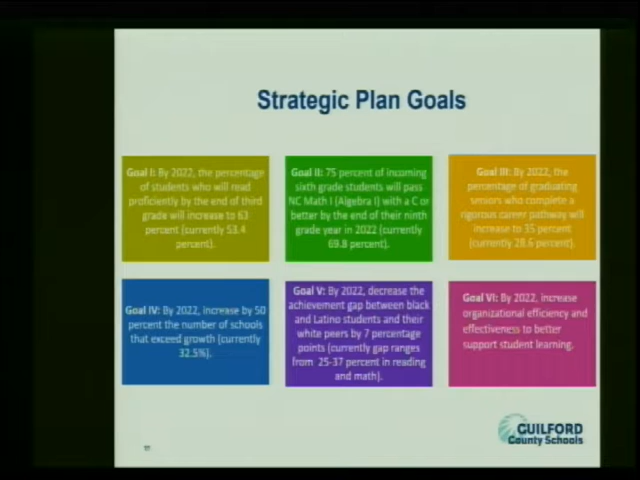 Strategic Plan Goals
Goal I: By 2022, the percentage
of students who will read
proficiently by the end of third
grade will increase to 63
percent (currently 53.4
percent).
Goal II: 75 percent of incoming
sixth grade students will pass
NC Math I (Algebra I) with a C or
better by the end of their ninth
grade year in 2022 (currently
69.8 percent).
Goal III: By 2022, the
percentage of graduating
seniors who complete a
rigorous career pathway will
increase to 35 percent
(currently 28.6 percent).
Goal IV: By 2022, increase by 50
percent the number of schools
that exceed growth (currently
32.5%).
Goal V: By 2022, decrease the
achievement gap between black
and Latino students and their
white peers by 7 percentage
points (currently gap ranges
from 25-37 percent in reading
and math).
Goal VI: By 2022, increase
organizational efficiency and
effectiveness to better
support student learning.
GUILFORD
County Schools